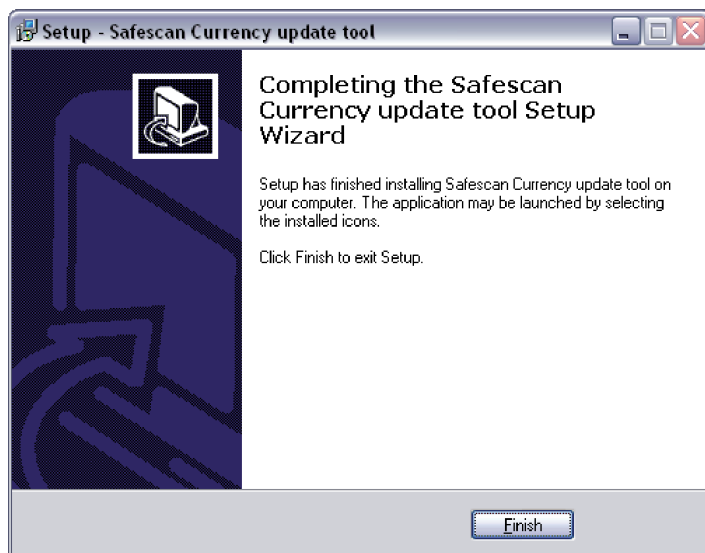 Setup - Safescan Currency update tool
Completing the Safescan
Currency update tool Setup
Wizard
Setup has finished installing Safescan Currency update tool on
your computer. The application may be launched by selecting
the installed icons.
Click Finish to exit Setup.
Finish